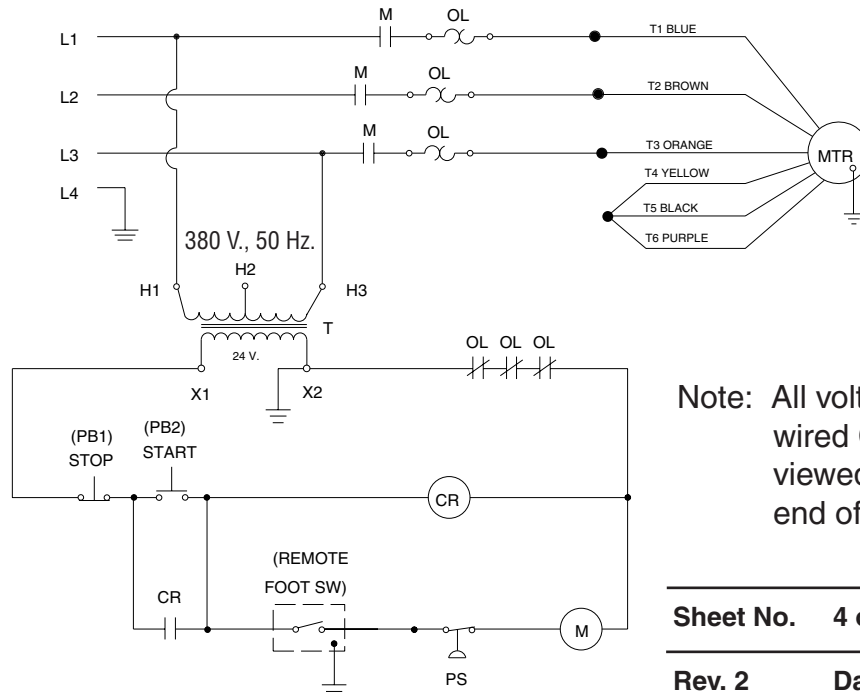 M OL
L1
T1 BLUE
M OL
L2
T2 BROWN
M OL
L3
T3 ORANGE
MTR
T4 YELLOW
L4
T5 BLACK
T6 PURPLE
380 V., 50 Hz.
H2
H1 H3
T
24 V.
OL OL OL
X1 X2
(PB1) (PB2)
STOP START
CR
(REMOTE
FOOT SW)
CR
M
PS
Note: All
wired
viewed
end of
Sheet No. 4
Rev. 2